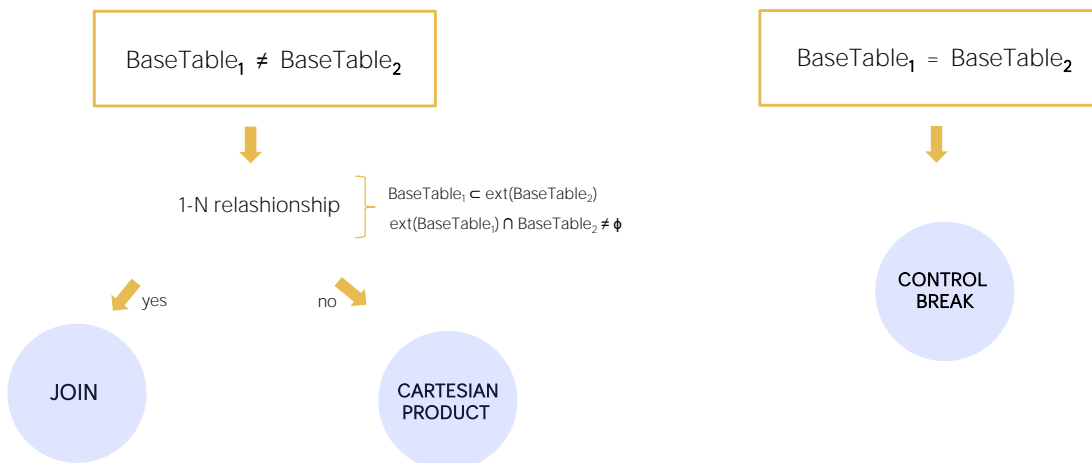 BaseTable₁ ≠ BaseTable₂
1-N relashionship
BaseTable₁ ⊂ ext(BaseTable₂)
ext(BaseTable₁) ∩ BaseTable₂ ≠ ϕ
yes
no
JOIN
CARTESIAN
PRODUCT
BaseTable₁ = BaseTable₂
CONTROL
BREAK